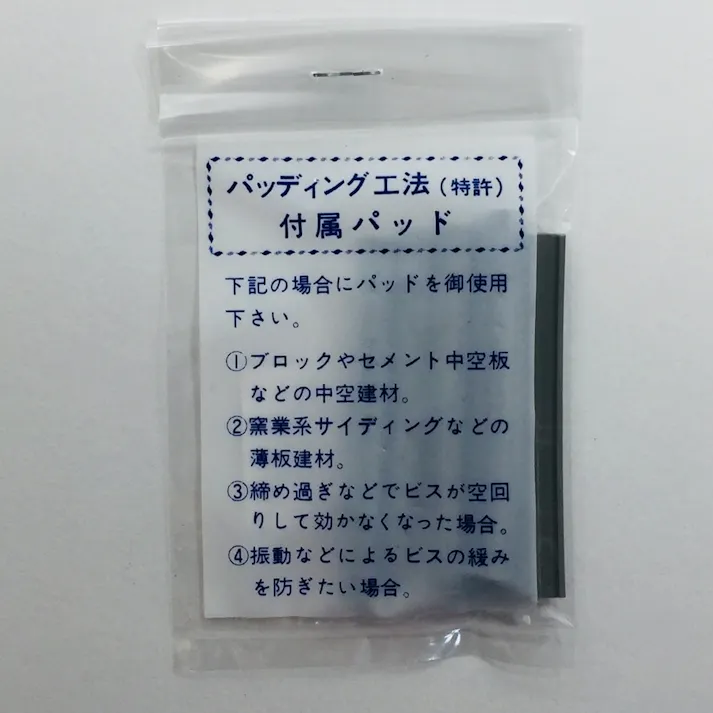 パッディング工法(特許)
付属パッド
下記の場合にパッドを御使用
下さい。
①ブロックやセメント中空板
などの中空建材。
②窯業系サイディングなどの
薄板建材。
③締め過ぎなどでビスが空回
りして効かなくなった場合。
④振動などによるビスの緩み
を防ぎたい場合。